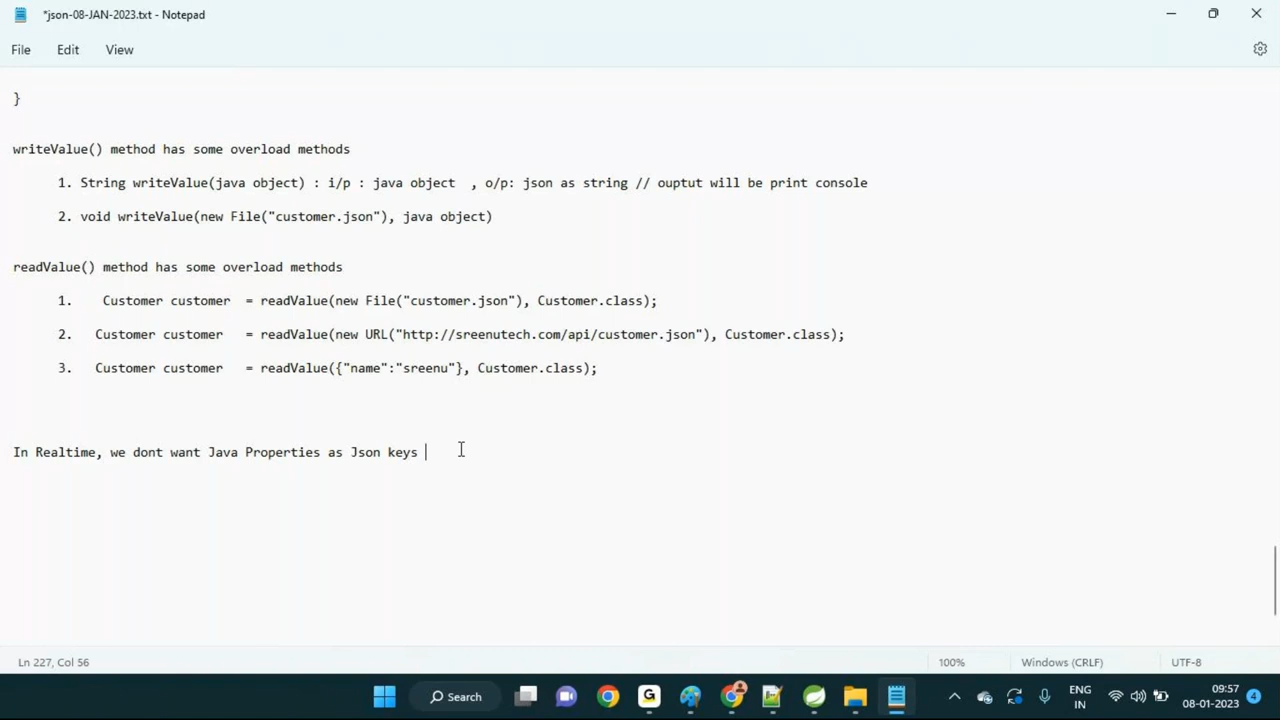 *json-08-JAN-2023.txt - Notepad
File Edit View
}
writeValue() method has some overload methods
1. String writeValue(java object) : i/p : java object , o/p: json as string // ouptut will be print console
2. void writeValue(new File("customer.json"), java object)
readValue() method has some overload methods
1. Customer customer = readValue(new File("customer.json"), Customer.class);
2. Customer customer = readValue(new URL("http://sreenutech.com/api/customer.json"), Customer.class);
3. Customer customer = readValue({"name":"sreenu"}, Customer.class);
In Realtime, we dont want Java Properties as Json keys
Ln 227, Col 56 100% Windows (CRLF) UTF-8
Search G ENG IN 09:57 08-01-2023 4